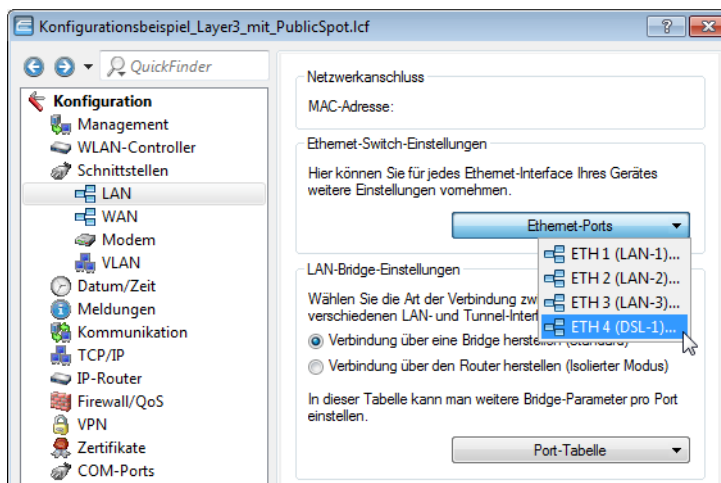 Konfigurationsbeispiel_Layer3_mit_PublicSpot.lcf
QuickFinder
Konfiguration
Management
WLAN-Controller
Schnittstellen
LAN
WAN
Modem
VLAN
Datum/Zeit
Meldungen
Kommunikation
TCP/IP
IP-Router
Firewall/QoS
VPN
Zertifikate
COM-Ports
Netzwerkanschluss
MAC-Adresse:
Ethernet-Switch-Einstellungen
Hier können Sie für jedes Ethernet-Interface Ihres Gerätes
weitere Einstellungen vornehmen.
Ethernet-Ports
ETH 1 (LAN-1)...
ETH 2 (LAN-2)...
ETH 3 (LAN-3)...
ETH 4 (DSL-1)...
LAN-Bridge-Einstellungen
Wählen Sie die Art der Verbindung
verschiedenen LAN- und
Verbindung über eine Bridge herstellen (Standard)
Verbindung über den Router herstellen (Isolierter Modus)
In dieser Tabelle kann man weitere Bridge-Parameter pro Port
einstellen.
Port-Tabelle